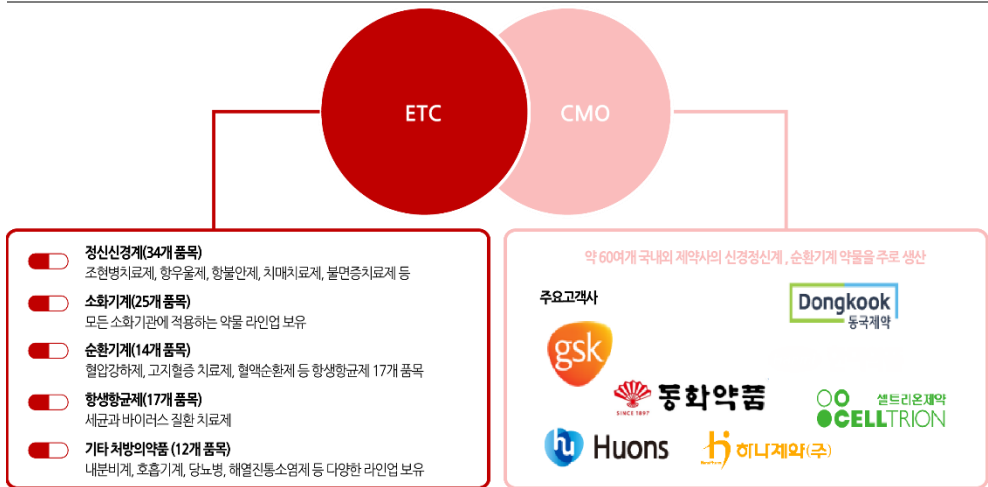 ETC
CMO
정신신경계(34개 품목)
조현병치료제, 항우울제, 항불안제, 치매치료제, 불면증치료제 등
소화기계(25개 품목)
모든 소화기관에 적용하는 약물 라인업 보유
순환기계(14개 품목)
혈압강하제, 고지혈증 치료제, 혈액순환제 등 항생항균제 17개 품목
항생항균제(17개 품목)
세균과 바이러스 질환 치료제
기타 처방의약품 (12개 품목)
내분비계, 호흡기계, 당뇨병, 해열진통소염제 등 다양한 라인업 보유
약 60여개 국내외 제약사의 신경정신계 , 순환기계 약물을 주로 생산
주요고객사
Dongkook
동국제약
gsk
동화약품
SINCE 1897
셀트리온제약
CELLTRION
hu Huons
하나제약(주)